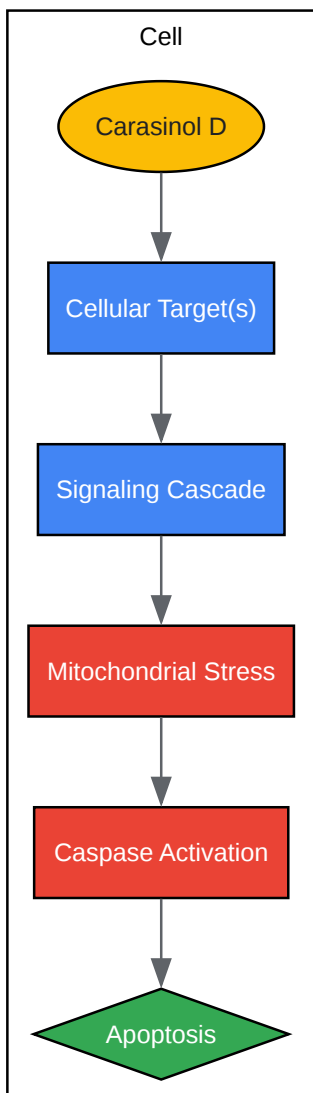 Cell
Carasinol D
Cellular Target(s)
Signaling Cascade
Mitochondrial Stress
Caspase Activation
Apoptosis